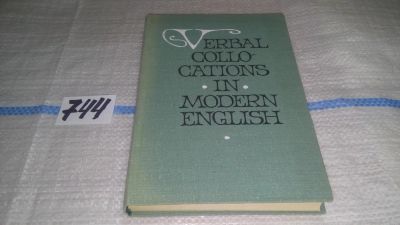 VERBAL
COLLO-
CATIONS
IN
MODERN
ENGLISH
744